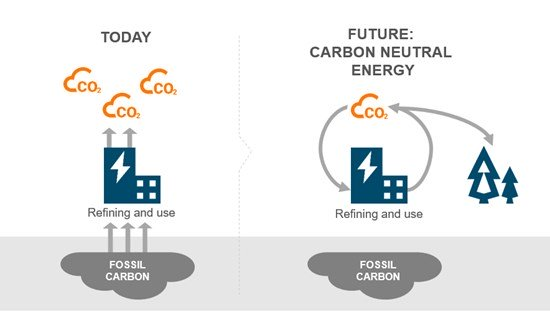 TODAY
CO₂
CO₂
CO₂
Refining and use
FOSSIL
CARBON
FUTURE:
CARBON NEUTRAL
ENERGY
CO₂
Refining and use
FOSSIL
CARBON